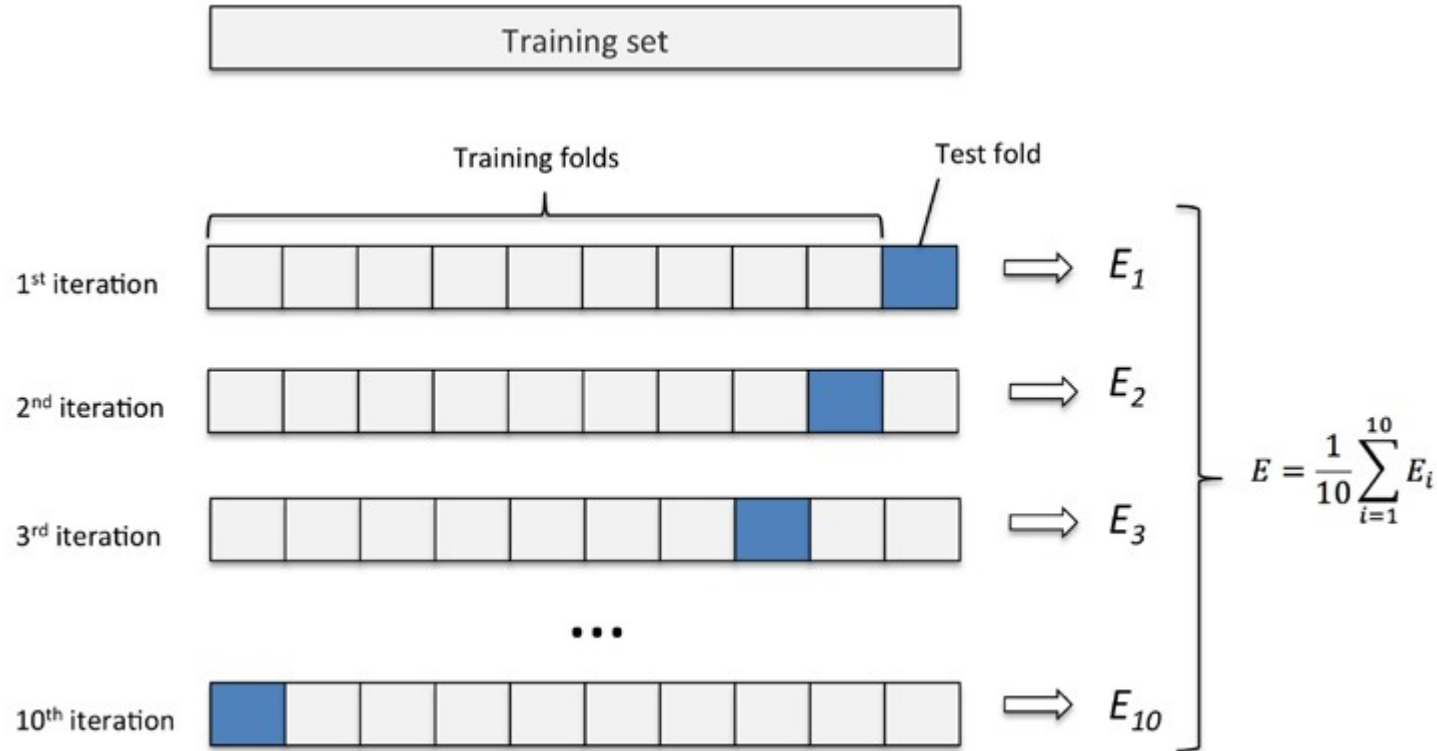 Training set
Training folds
Test fold
1st iteration
E1
2nd iteration
E2
3rd iteration
E3
...
10th iteration
E10
E = 1/10 10∑i=1 Ei